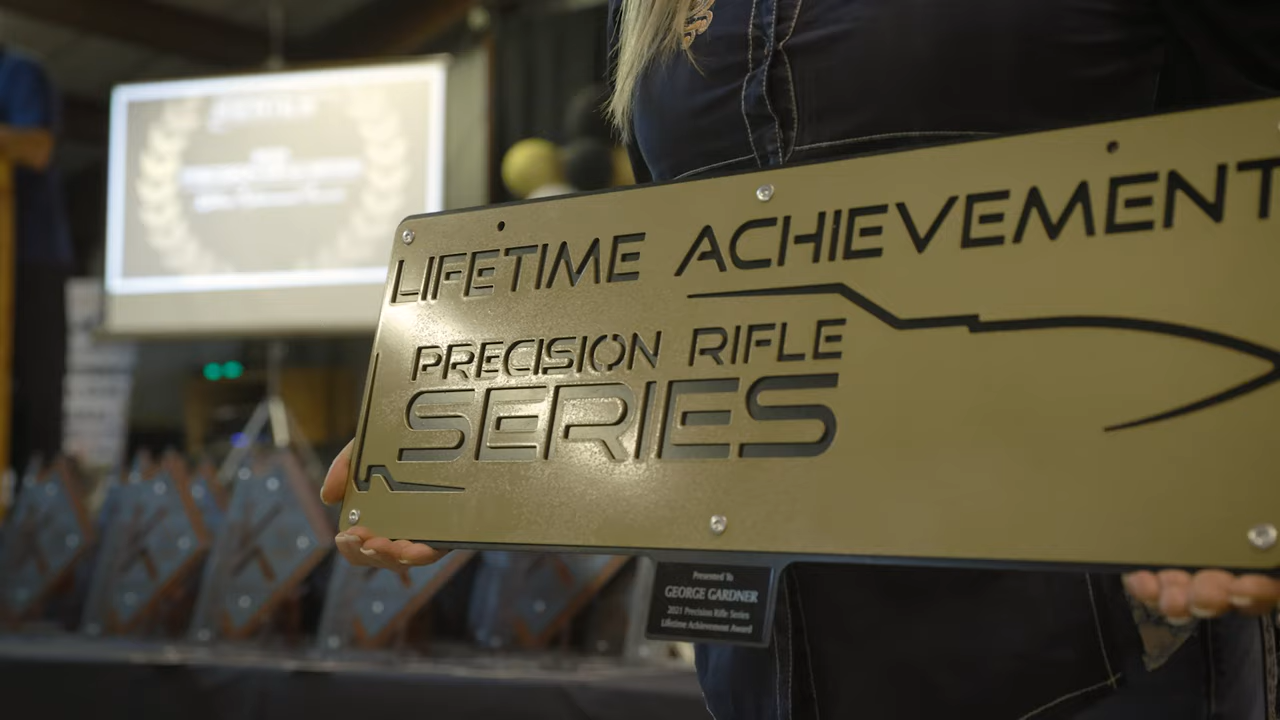 LIFETIME ACHIEVEMENT
PRECISION RIFLE
SERIES
Presented To
GEORGE GARDNER
2021 Precision Rifle Series
Lifetime Achievement Award